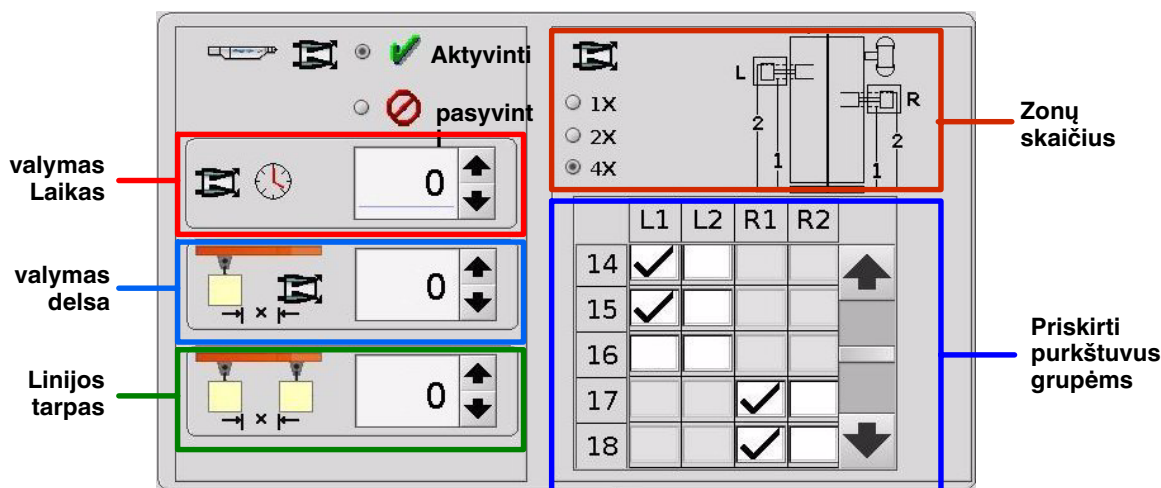 Aktyvinti
pasyvint
valymas
Laikas
0
valymas
delsa
0
x
Linijos
tarpas
0
x
1X
2X
4X
L
R
2
1
1
2
Zonų
skaičius
L1 L2 R1 R2
14
15
16
17
18
Priskirti
purkštuvus
grupėms